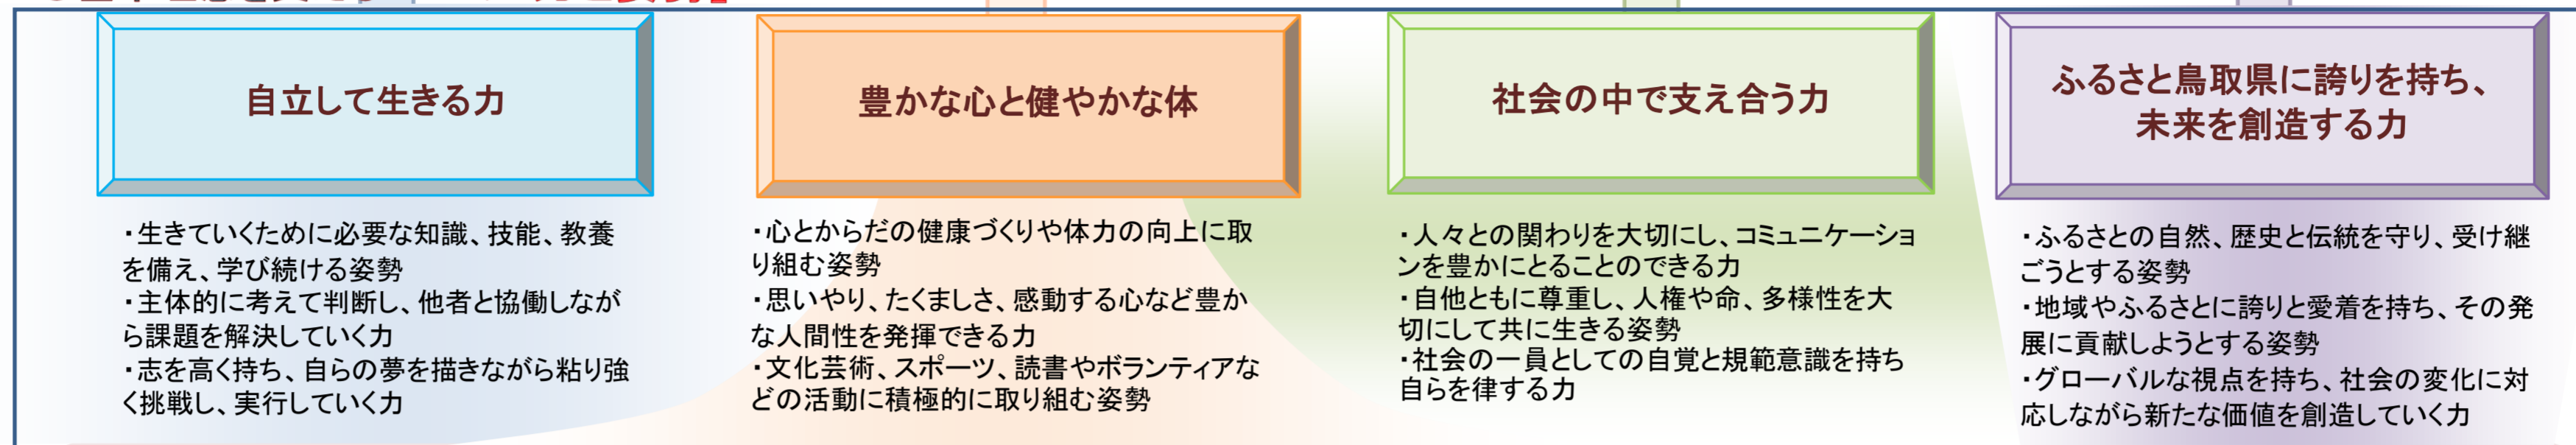 自立して生きる力
・生きていくために必要な知識、技能、教養
を備え、学び続ける姿勢
・主体的に考えて判断し、他者と協働しなが
ら課題を解決していく力
・志を高く持ち、自らの夢を描きながら粘り強
く挑戦し、実行していく力
豊かな心と健やかな体
・心とからだの健康づくりや体力の向上に取
り組む姿勢
・思いやり、たくましさ、感動する心など豊か
な人間性を発揮できる力
・文化芸術、スポーツ、読書やボランティアな
どの活動に積極的に取り組む姿勢
社会の中で支え合う力
・人々との関わりを大切にし、コミュニケーショ
ンを豊かにとることのできる力
・自他ともに尊重し、人権や命、多様性を大
切にして共に生きる姿勢
・社会の一員としての自覚と規範意識を持ち
自らを律する力
ふるさと鳥取県に誇りを持ち、
未来を創造する力
・ふるさとの自然、歴史と伝統を守り、受け継
ごうとする姿勢
・地域やふるさとに誇りと愛着を持ち、その発
展に貢献しようとする姿勢
・グローバルな視点を持ち、社会の変化に対
応しながら新たな価値を創造していく力